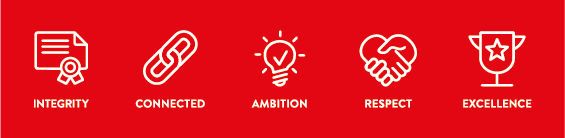 INTEGRITY
CONNECTED
AMBITION
RESPECT
EXCELLENCE